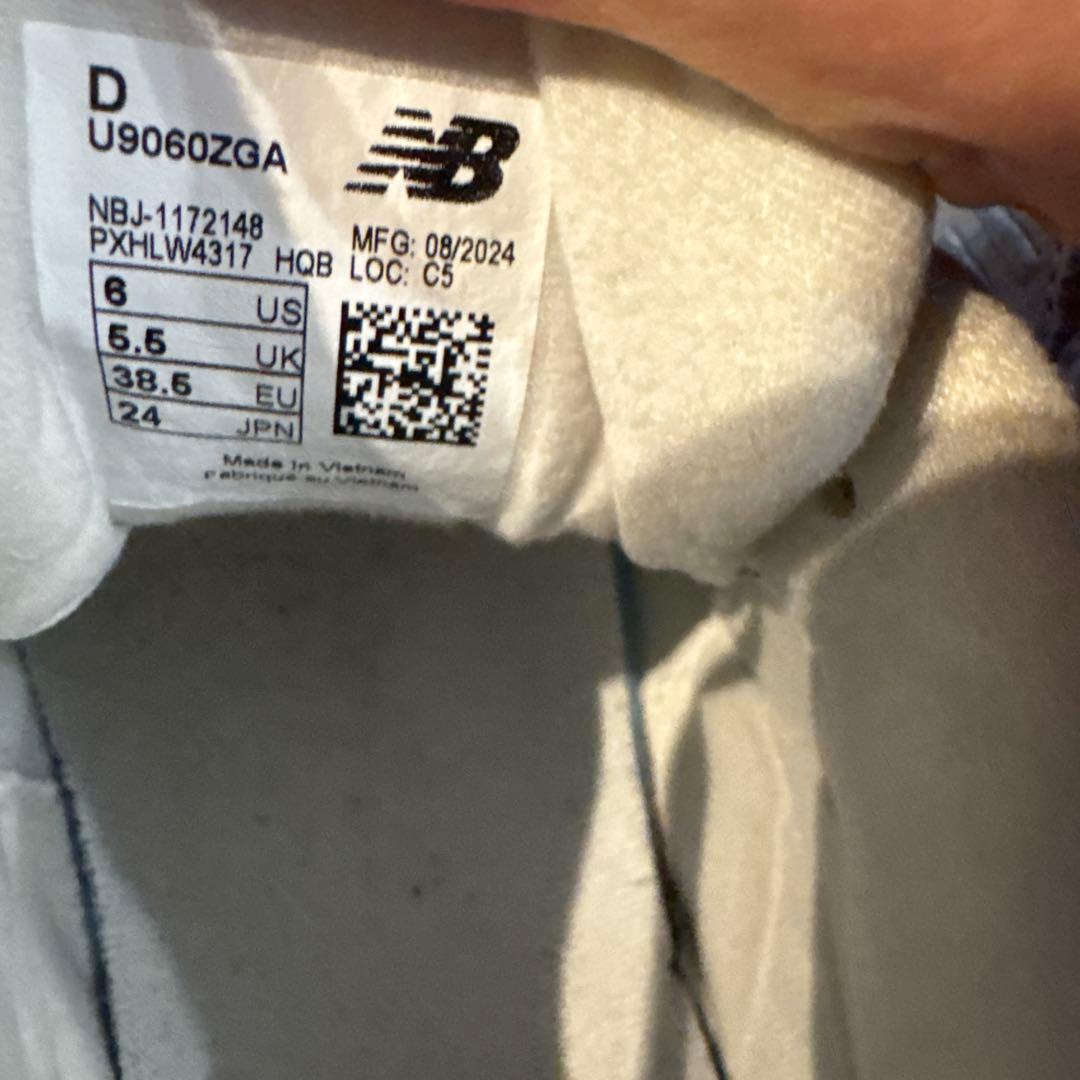 D
U9060ZGA
NB
NBJ-1172148
PXHLW4317 HQB
MFG: 08/2024
LOC: C5
6 US
5.5 UK
38.5 EU
24 JPN
Made in Vietnam
Fabriqué au Vietnam